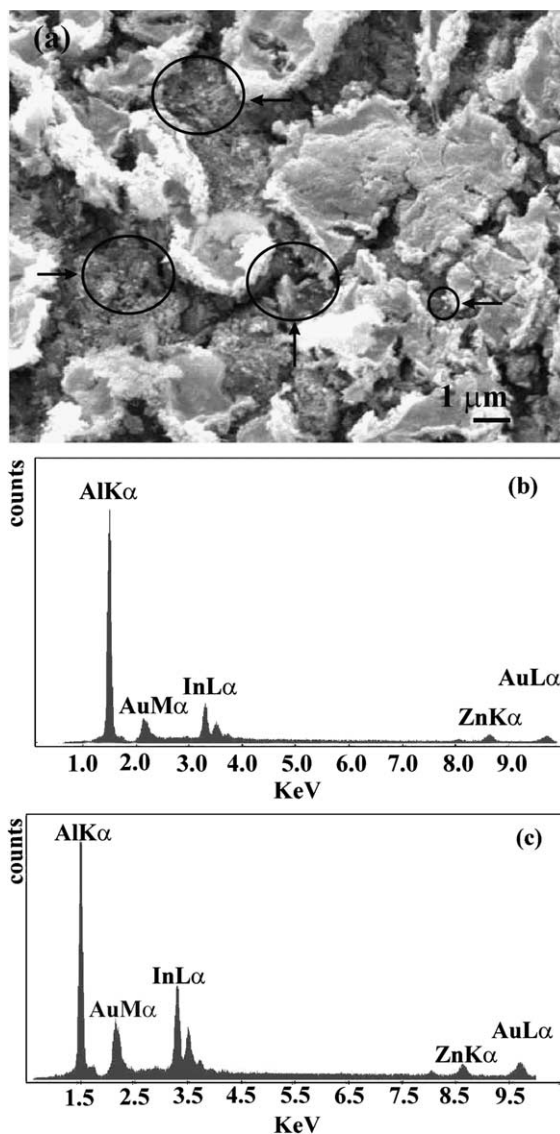 (a)
1 µm
(b)
counts
AlKα
AuMα
InLα
ZnKα
AuLα
1.0 2.0 3.0 4.0 5.0 6.0 7.0 8.0 9.0
KeV
(c)
counts
AlKα
AuMα
InLα
ZnKα
AuLα
1.5 2.5 3.5 4.5 5.5 6.5 7.5 8.5 9.5
KeV